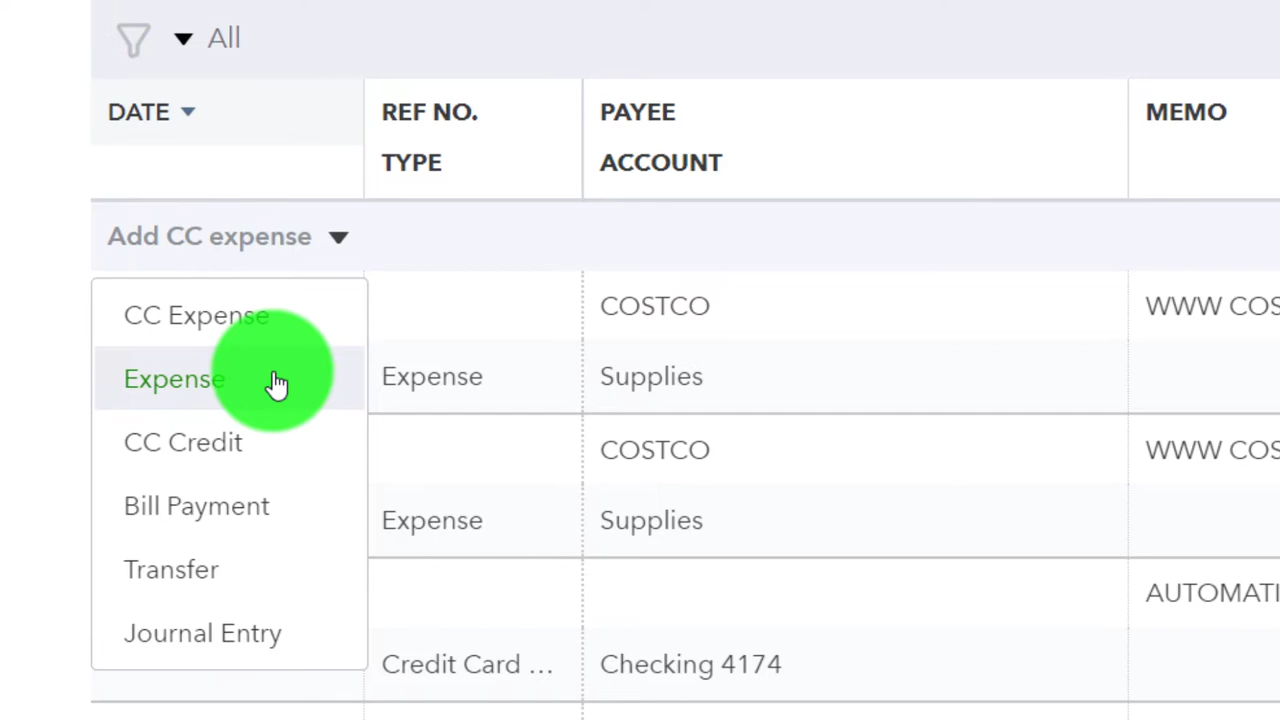 All
DATE REF NO. PAYEE MEMO
TYPE ACCOUNT
Add CC expense
CC Expense COSTCO WWW COS
Expense Expense Supplies
CC Credit COSTCO WWW COS
Bill Payment Expense Supplies
Transfer AUTOMATI
Journal Entry Credit Card ... Checking 4174